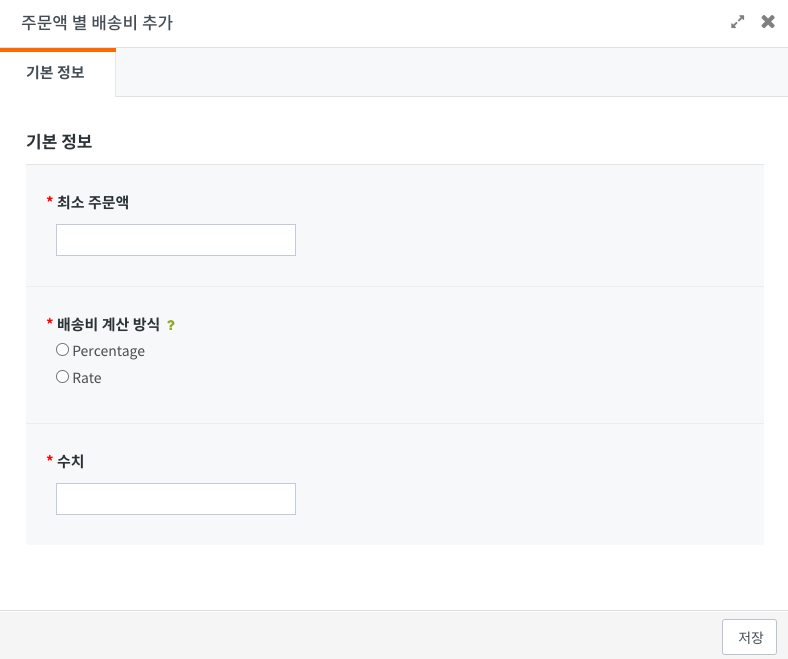 주문액 별 배송비 추가
기본 정보
기본 정보
* 최소 주문액
* 배송비 계산 방식 ?
Percentage
Rate
* 수치
저장